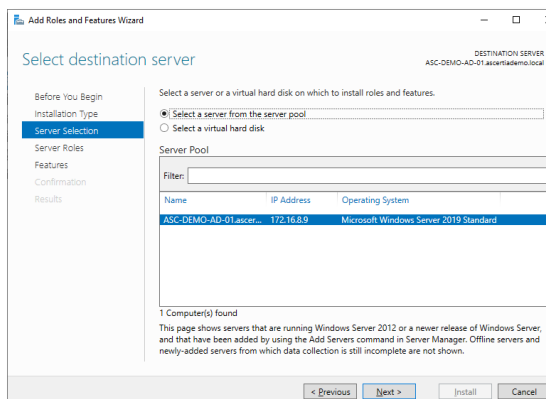 Add Roles and Features Wizard
Select destination server
DESTINATION SERVER
ASC-DEMO-AD-01.ascertiademo.local
Before You Begin
Installation Type
Server Selection
Server Roles
Features
Confirmation
Results
Select a server or a virtual hard disk on which to install roles and features.
Select a server from the server pool
Select a virtual hard disk
Server Pool
Filter:
Name IP Address Operating System
ASC-DEMO-AD-01.ascer... 172.16.8.9 Microsoft Windows Server 2019 Standard
1 Computer(s) found
This page shows servers that are running Windows Server 2012 or a newer release of Windows Server,
and that have been added by using the Add Servers command in Server Manager. Offline servers and
newly-added servers from which data collection is still incomplete are not shown.
< Previous Next > Install Cancel